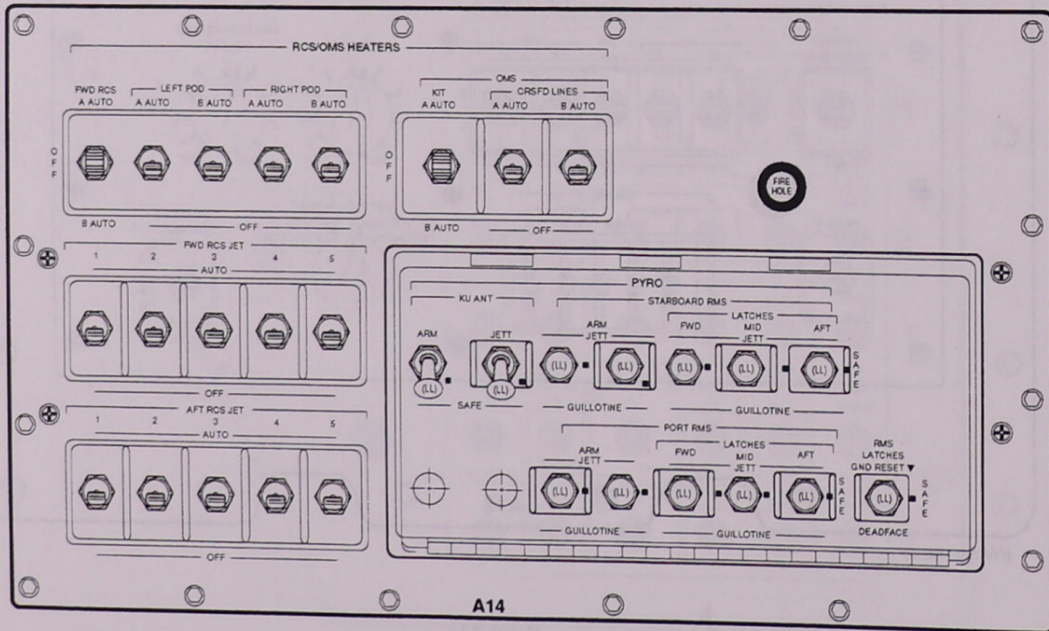 RCS/OMS HEATERS
FWD RCS
A AUTO
LEFT POD
A AUTO B AUTO
RIGHT POD
A AUTO B AUTO
OFF
B AUTO
OFF
OMS
KIT
A AUTO
CRSFD LINES
A AUTO B AUTO
OFF
B AUTO
OFF
FIRE
HOLE
FWD RCS JET
1 2 3 4 5
AUTO
OFF
AFT RCS JET
1 2 3 4 5
AUTO
OFF
PYRO
KU ANT
ARM JETT
(LL) (LL)
SAFE
STARBOARD RMS
ARM
JETT
LATCHES
FWD MID AFT
JETT
(LL) (LL) (LL) (LL) (LL)
SAFE
GUILLOTINE GUILLOTINE
PORT RMS
ARM
JETT
LATCHES
FWD MID AFT
JETT
(LL) (LL) (LL) (LL) (LL)
SAFE
GUILLOTINE GUILLOTINE
RMS
LATCHES
GND RESET ▼
(LL)
SAFE
DEADFACE
A14